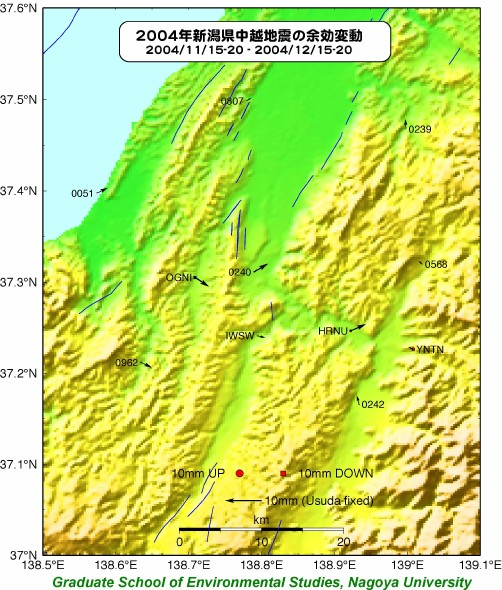 2004年新潟県中越地震の余効変動
2004/11/15-20 - 2004/12/15-20
37.6°N
37.5°N
37.4°N
37.3°N
37.2°N
37.1°N
37°N
0807
0239
0051
0568
0240
OGNI
IWSW
HRNU
YNTN
0962
0242
10mm UP
10mm DOWN
10mm (Usuda fixed)
km
0 10 20
138.5°E 138.6°E 138.7°E 138.8°E 138.9°E 139°E 139.1°E
Graduate School of Environmental Studies, Nagoya University